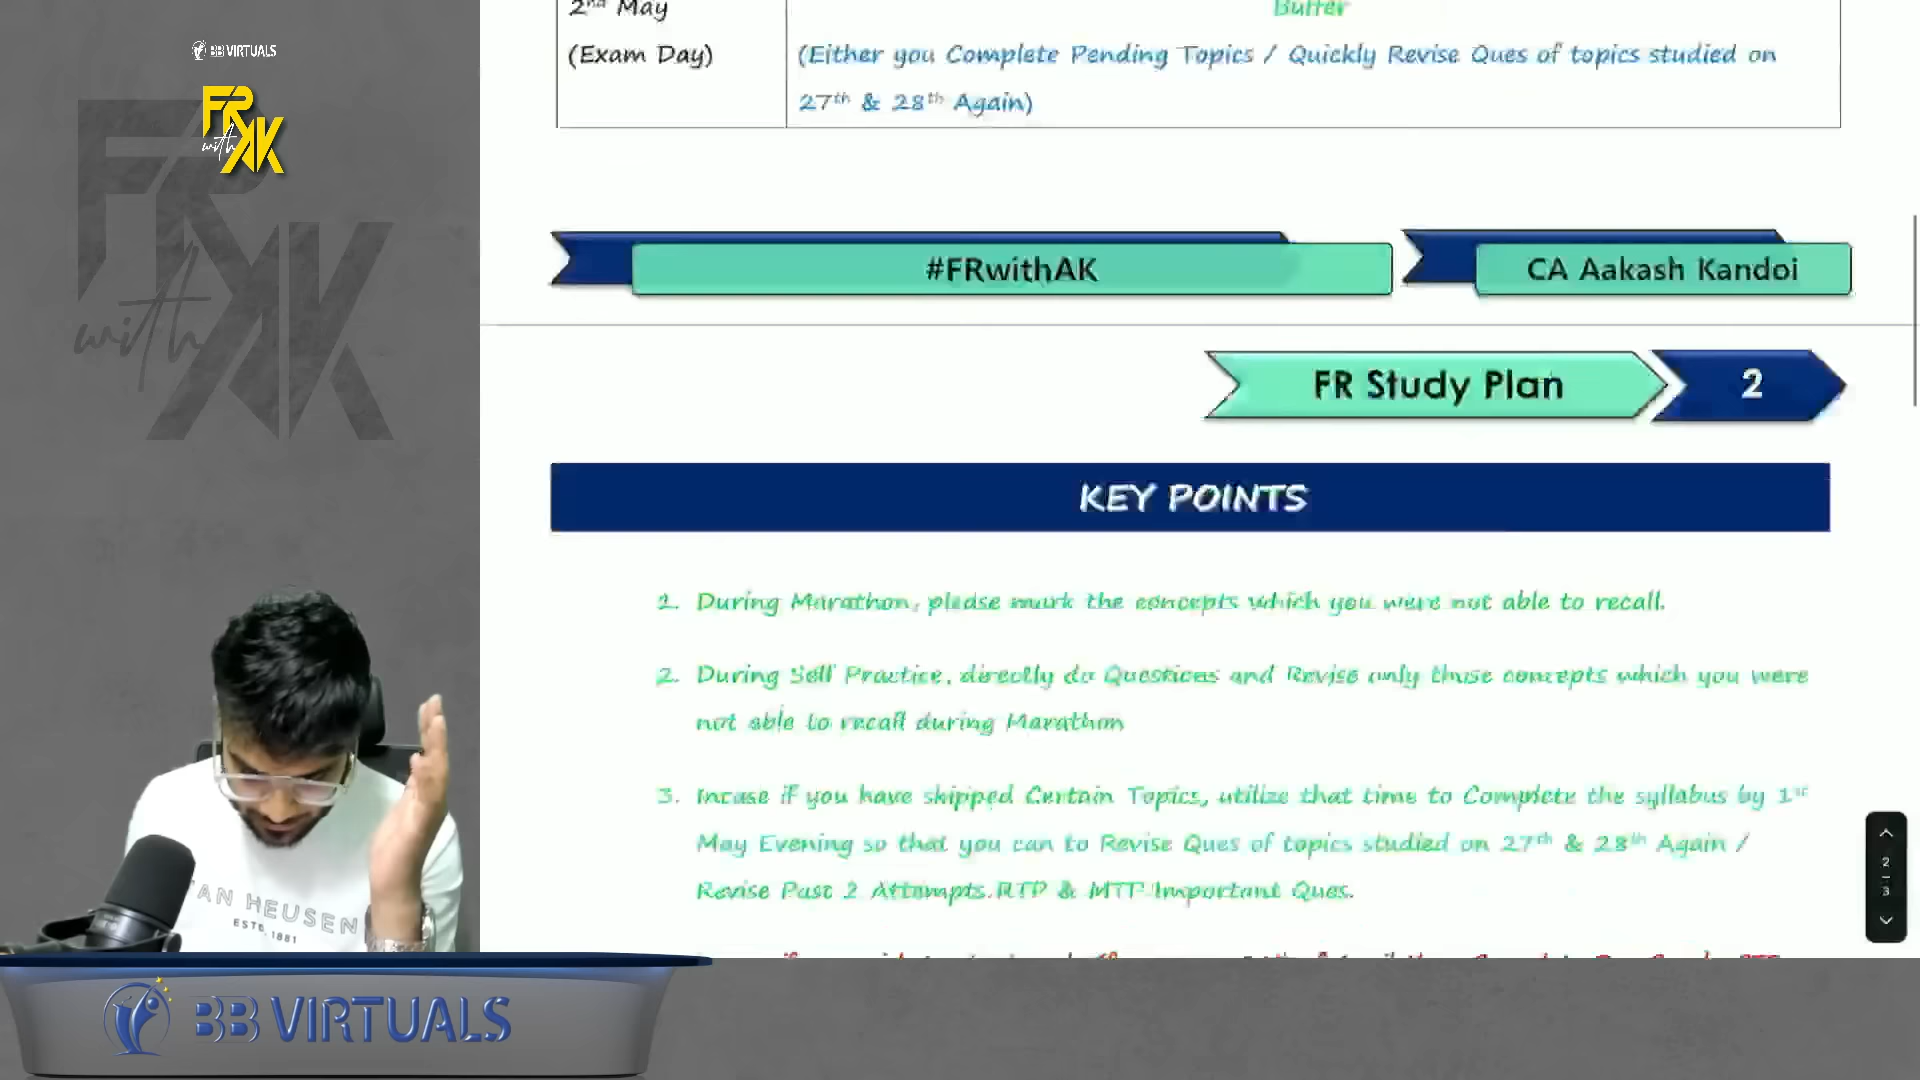 BB VIRTUALS
FR
with
AK
FR
with
AK
2nd May
Buffer
(Exam Day)
(Either you Complete Pending Topics / Quickly Revise Ques of topics studied on
27th & 28th Again)
#FRwithAK
CA Aakash Kandoi
FR Study Plan
2
KEY POINTS
1. During Marathon, please mark the concepts which you were not able to recall.
2. During Self Practice, directly do Questions and Revise only those concepts which you were
not able to recall during Marathon
3. Incase if you have skipped Certain Topics, utilize that time to Complete the syllabus by 1st
May Evening so that you can to Revise Ques of topics studied on 27th & 28th Again /
Revise Past 2 Attempts RTP & MTP Important Ques.
2
3
VAN HEUSEN
ESTD. 1881
BB VIRTUALS